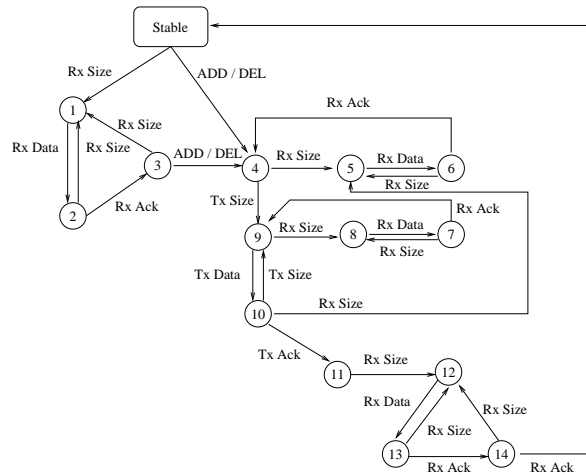 Stable
Rx Size
ADD / DEL
Rx Ack
1
Rx Size
Rx Data
Rx Size
3
ADD / DEL
4
Rx Size
5
Rx Data
6
Rx Size
2
Rx Ack
Tx Size
Rx Ack
9
Rx Size
8
Rx Data
7
Rx Size
Tx Data
Tx Size
10
Rx Size
Tx Ack
11
Rx Size
12
Rx Data
Rx Size
Rx Size
13
Rx Ack
14
Rx Ack